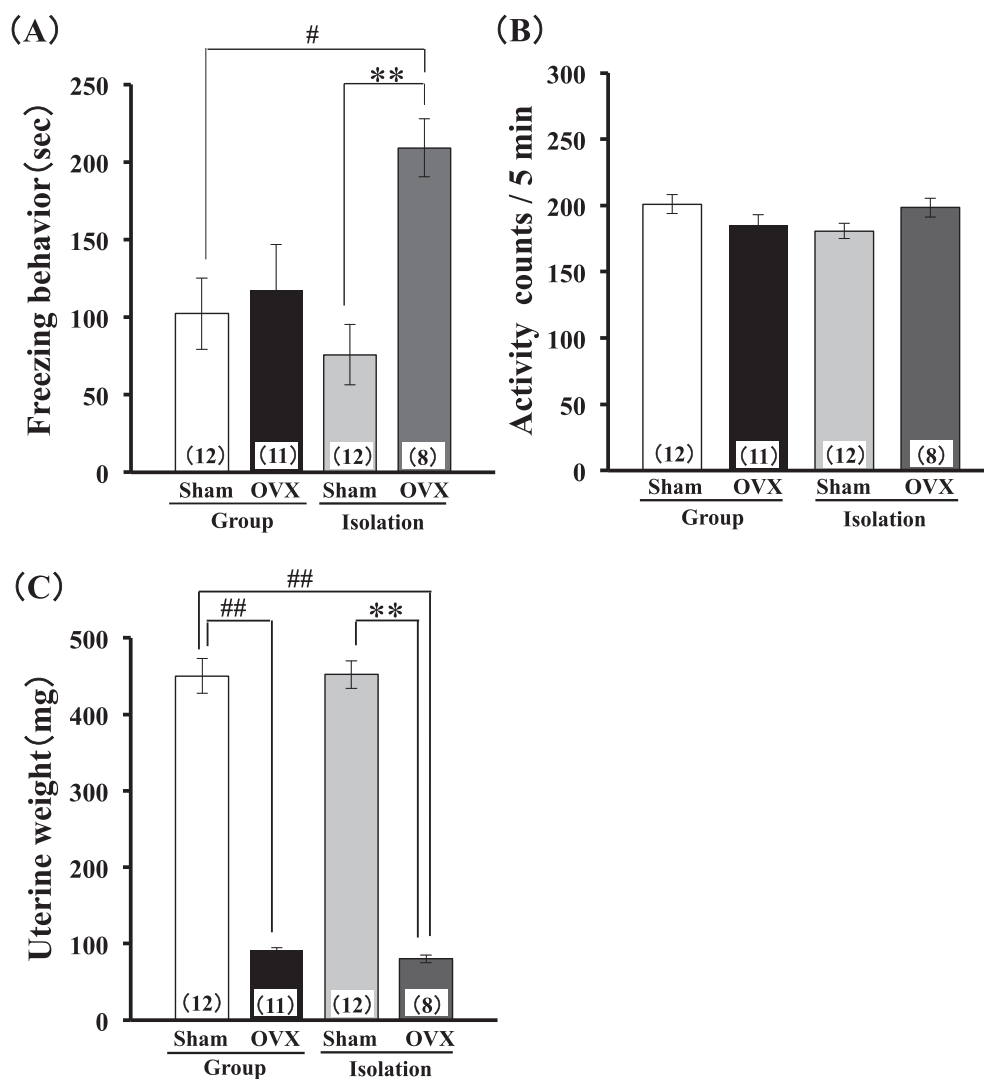 (A)
#
**
Freezing behavior(sec)
250
200
150
100
50
0
(12) (11) (12) (8)
Sham OVX Sham OVX
Group Isolation
(B)
Activity counts / 5 min
300
250
200
150
100
50
0
(12) (11) (12) (8)
Sham OVX Sham OVX
Group Isolation
(C)
##
## **
Uterine weight(mg)
500
400
300
200
100
0
(12) (11) (12) (8)
Sham OVX Sham OVX
Group Isolation